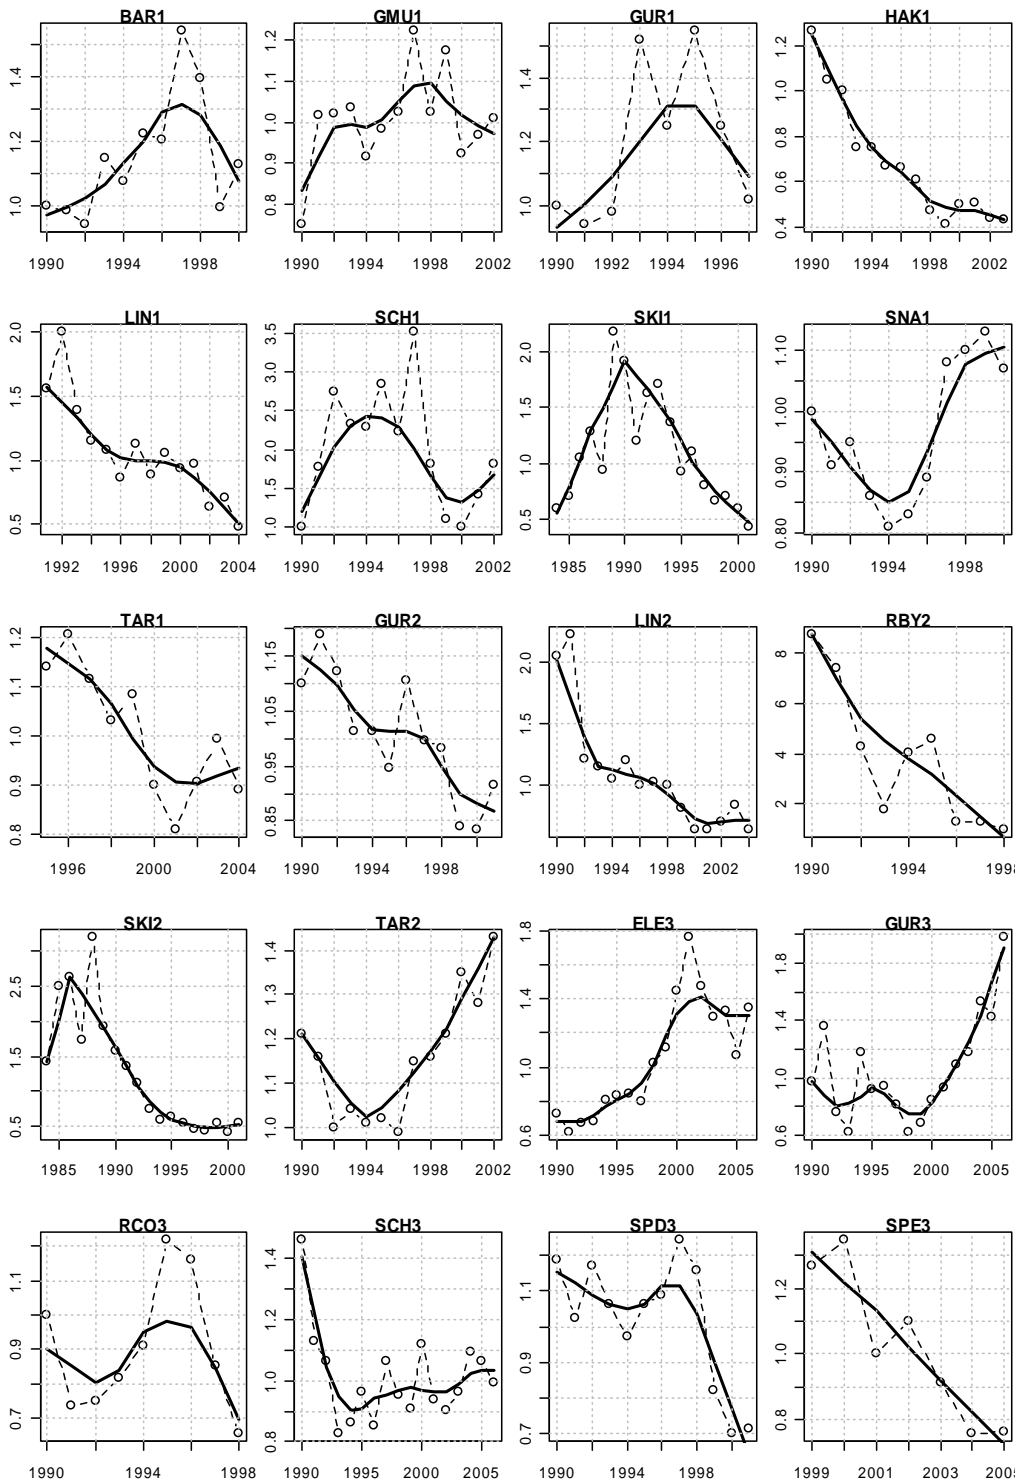 BAR1 GMU1 GUR1 HAK1
1.4 1.2 1.4 1.2
1.2 1.1 1.2 1.0
1.0 1.0 1.0 0.8
0.9 0.6
0.8 0.4
1990 1994 1998 1990 1994 1998 2002 1990 1992 1994 1996 1990 1994 1998 2002
LIN1 SCH1 SKI1 SNA1
2.0 3.5 2.0 1.10
1.5 3.0 1.5 1.00
1.0 2.5 1.0 0.90
0.5 2.0 0.5 0.80
1.5
1.0
1992 1996 2000 2004 1990 1994 1998 2002 1985 1990 1995 2000 1990 1994 1998
TAR1 GUR2 LIN2 RBY2
1.2 1.15 2.0 8
1.1 1.05 1.5 6
1.0 0.95 1.0 4
0.9 0.85 2
0.8
1996 2000 2004 1990 1994 1998 1990 1994 1998 2002 1990 1994 1998
SKI2 TAR2 ELE3 GUR3
2.5 1.4 1.8 1.8
1.5 1.3 1.4 1.4
0.5 1.2 1.0 1.0
1.1 0.6 0.6
1.0
1985 1990 1995 2000 1990 1994 1998 2002 1990 1995 2000 2005 1990 1995 2000 2005
RCO3 SCH3 SPD3 SPE3
1.1 1.4 1.1 1.2
0.9 1.2 0.9 1.0
0.7 1.0 0.7 0.8
0.8
1990 1994 1998 1990 1995 2000 2005 1990 1994 1998 1999 2001 2003 2005